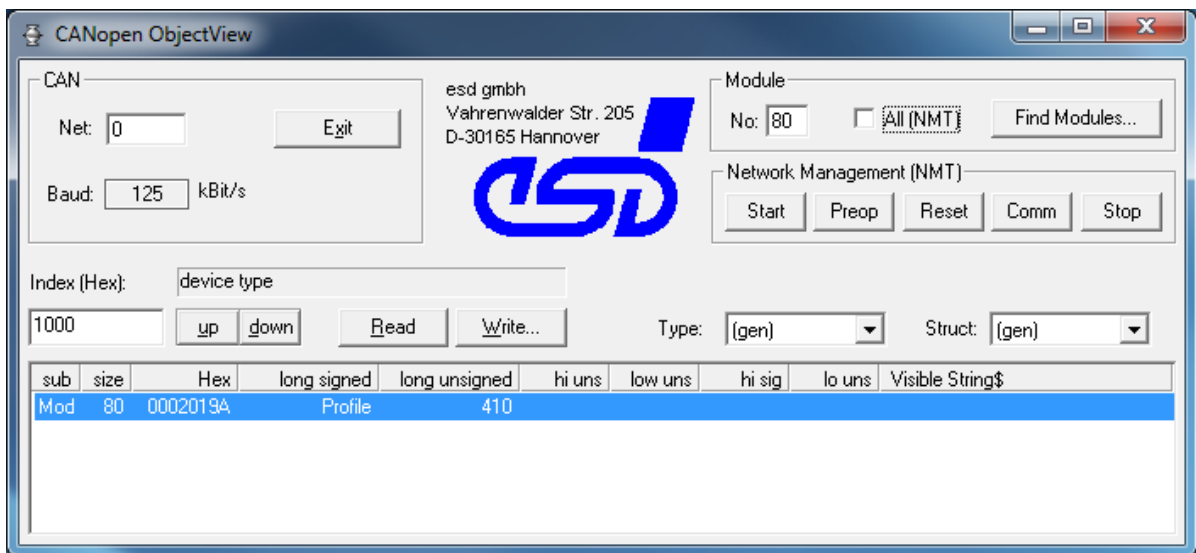 CANopen ObjectView
CAN
Net: 0
Exit
Baud: 125 kBit/s
esd gmbh
Vahrenwalder Str. 205
D-30165 Hannover
esd
Module
No: 80 All (NMT) Find Modules...
Network Management (NMT)
Start Preop Reset Comm Stop
Index (Hex): device type
1000 up down Read Write... Type: (gen) Struct: (gen)
sub size Hex long signed long unsigned hi uns low uns hi sig lo uns Visible String$
Mod 80 0002019A Profile 410